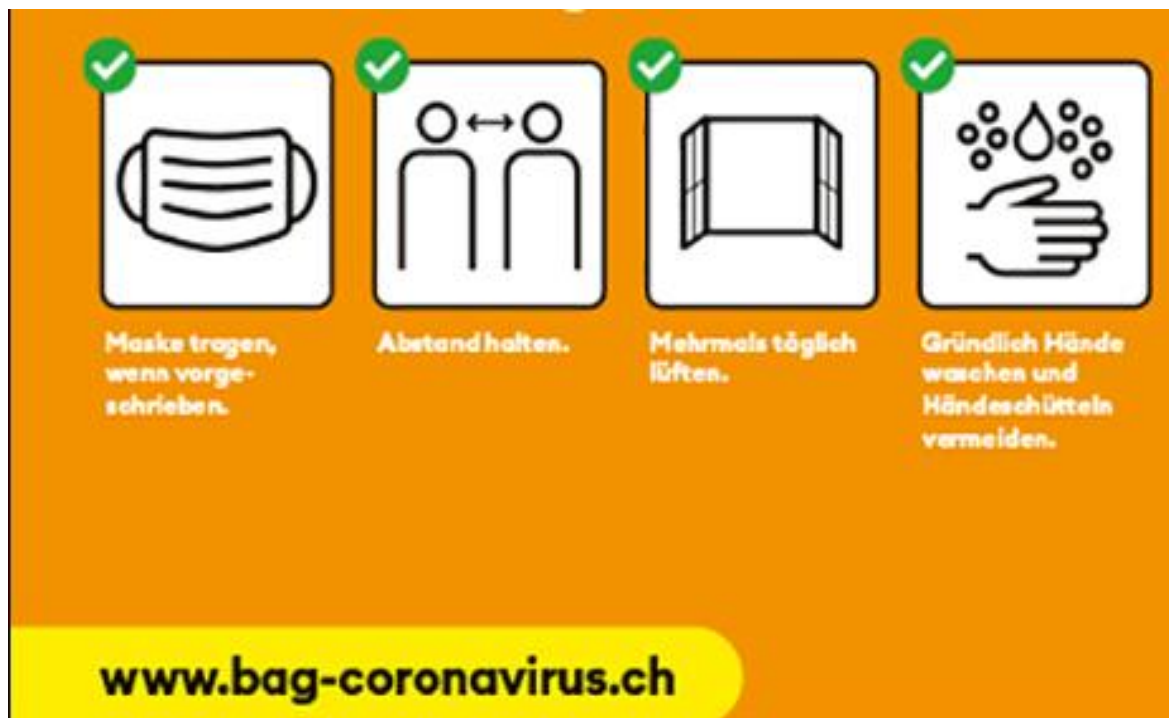 Maske tragen,
wenn vorge-
schrieben.
Abstand halten.
Mehrmals täglich
lüften.
Gründlich Hände
waschen und
Händeschütteln
vermeiden.
www.bag-coronavirus.ch